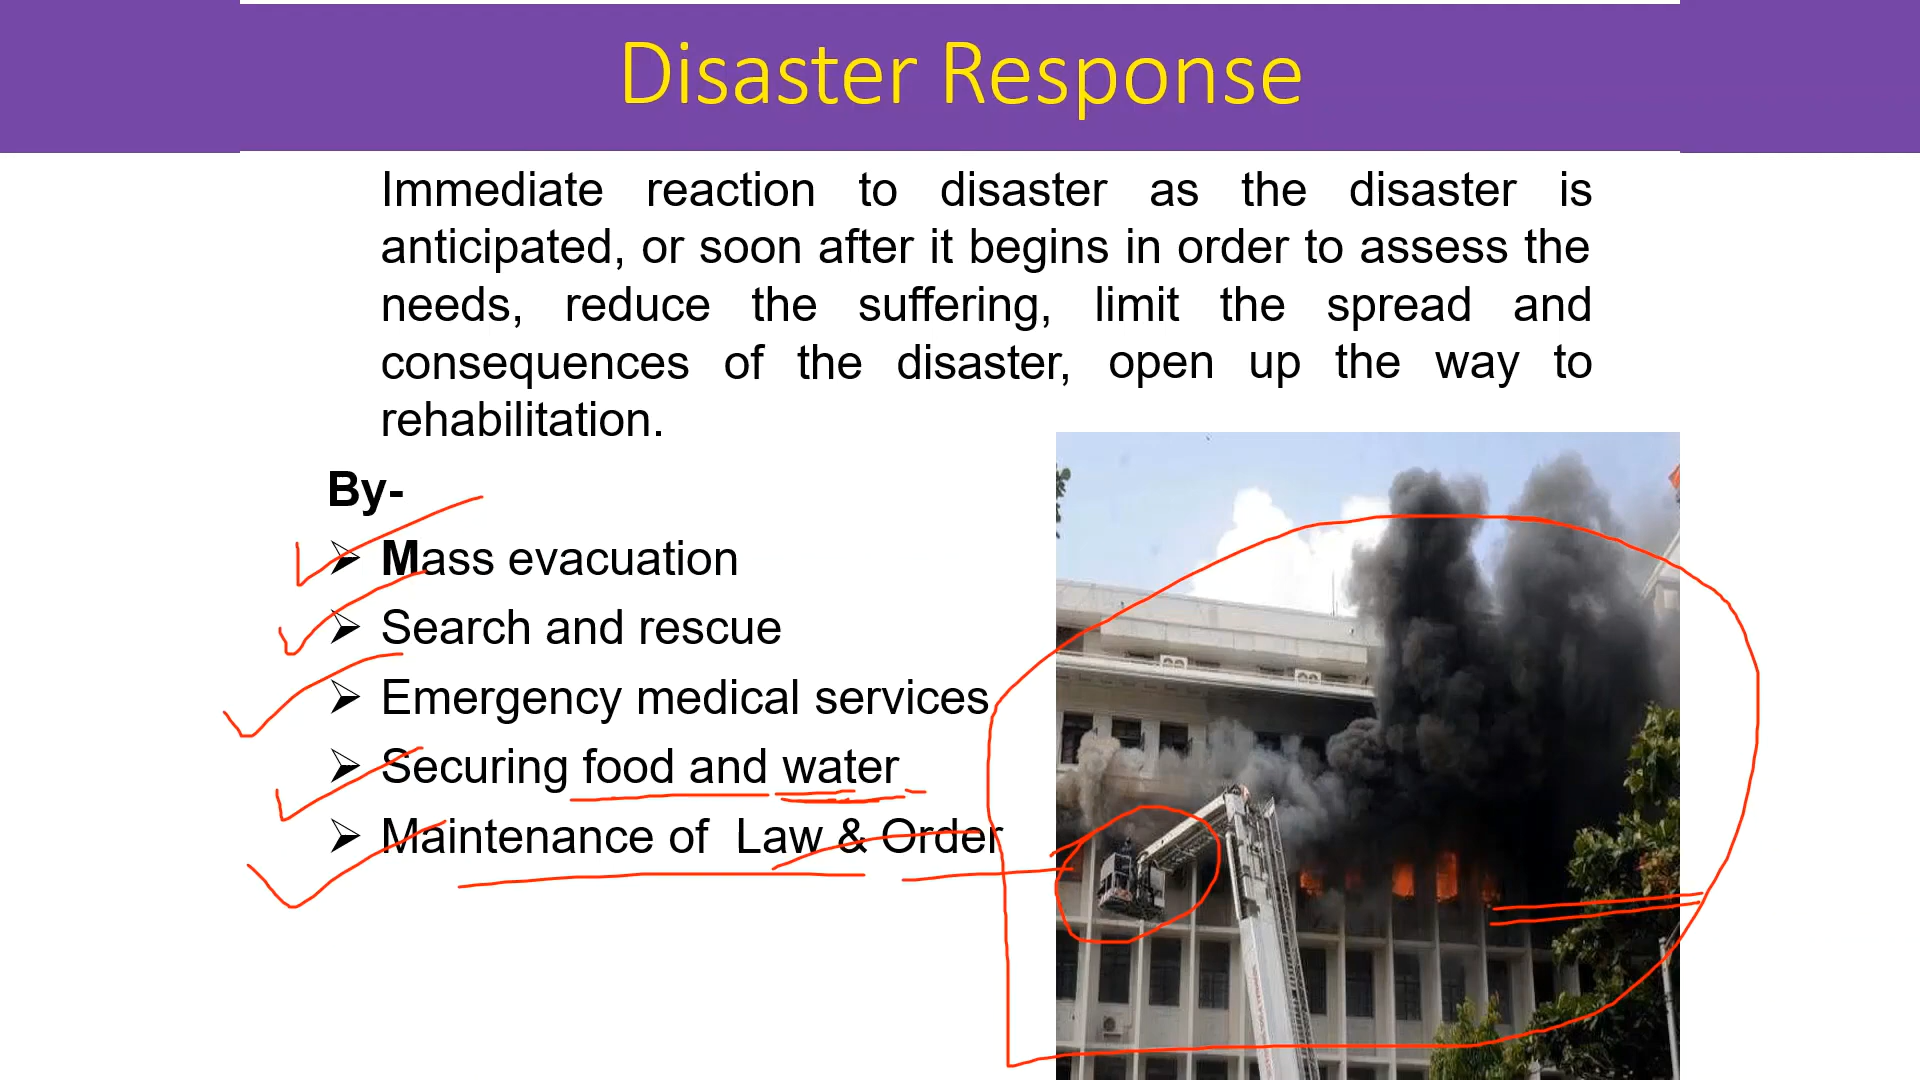 Disaster Response
Immediate reaction to disaster as the disaster is
anticipated, or soon after it begins in order to assess the
needs, reduce the suffering, limit the spread and
consequences of the disaster, open up the way to
rehabilitation.
By-
➢ Mass evacuation
➢ Search and rescue
➢ Emergency medical services
➢ Securing food and water
➢ Maintenance of Law & Order